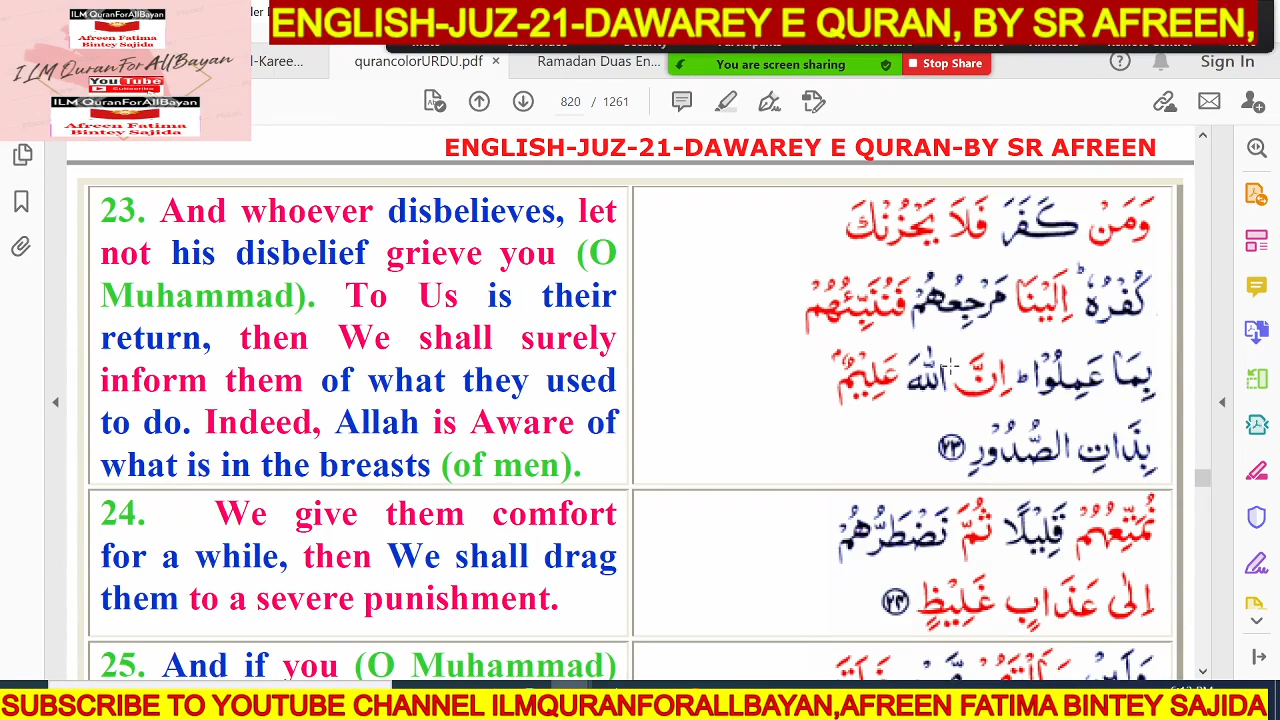 ENGLISH-JUZ-21-DAWAREY E QURAN, BY SR AFREEN,
ILM QuranForAllBayan
Afreen Fatima
Bintey Sajida
ILM QuranForAllBayan
YouTube
Subscribe
ILM QuranForAllBayan
Afreen Fatima
Bintey Sajida
l-Karee...
qurancolorURDU.pdf
Ramadan Duas En...
You are screen sharing
Stop Share
Sign In
820 / 1261
ENGLISH-JUZ-21-DAWAREY E QURAN-BY SR AFREEN
23. And whoever disbelieves, let
not his disbelief grieve you (O
Muhammad). To Us is their
return, then We shall surely
inform them of what they used
to do. Indeed, Allah is Aware of
what is in the breasts (of men).
وَمَنْ كَفَرَ فَلَا يَحْزُنْكَ
كُفْرُهٗ ؕ اِلَيْنَا مَرْجِعُهُمْ فَنُنَبِّئُهُمْ
بِمَا عَمِلُوْا ؕ اِنَّ اللّٰهَ عَلِيْمٌۢ
بِذَاتِ الصُّدُوْرِ ﴿۲۳﴾
24. We give them comfort
for a while, then We shall drag
them to a severe punishment.
نُمَتِّعُهُمْ قَلِيْلًا ثُمَّ نَضْطَرُّهُمْ
اِلٰى عَذَابٍ غَلِيْظٍ ﴿۲۴﴾
25. And if you (O Muhammad)
SUBSCRIBE TO YOUTUBE CHANNEL ILMQURANFORALLBAYAN,AFREEN FATIMA BINTEY SAJIDA